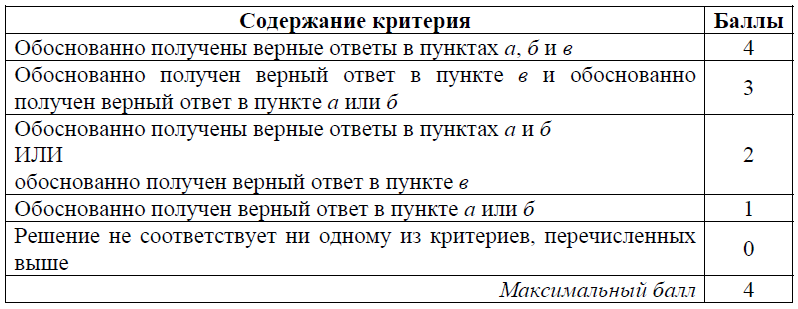 Содержание критерия Баллы
Обоснованно получены верные ответы в пунктах а, б и в 4
Обоснованно получен верный ответ в пункте в и обоснованно
получен верный ответ в пункте а или б 3
Обоснованно получены верные ответы в пунктах а и б
ИЛИ
обоснованно получен верный ответ в пункте в 2
Обоснованно получен верный ответ в пункте а или б 1
Решение не соответствует ни одному из критериев, перечисленных
выше 0
Максимальный балл 4